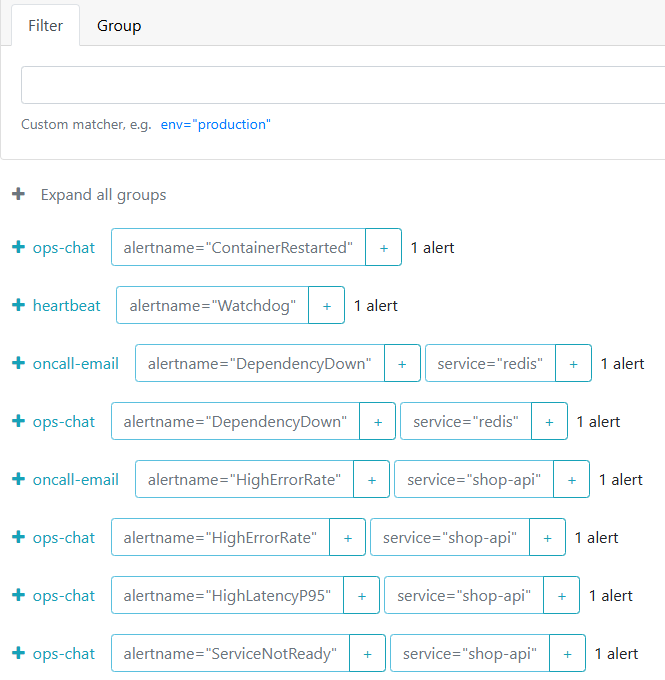 Filter Group
Custom matcher, e.g. env="production"
+ Expand all groups
+ ops-chat alertname="ContainerRestarted" + 1 alert
+ heartbeat alertname="Watchdog" + 1 alert
+ oncall-email alertname="DependencyDown" + service="redis" + 1 alert
+ ops-chat alertname="DependencyDown" + service="redis" + 1 alert
+ oncall-email alertname="HighErrorRate" + service="shop-api" + 1 alert
+ ops-chat alertname="HighErrorRate" + service="shop-api" + 1 alert
+ ops-chat alertname="HighLatencyP95" + service="shop-api" + 1 alert
+ ops-chat alertname="ServiceNotReady" + service="shop-api" + 1 alert